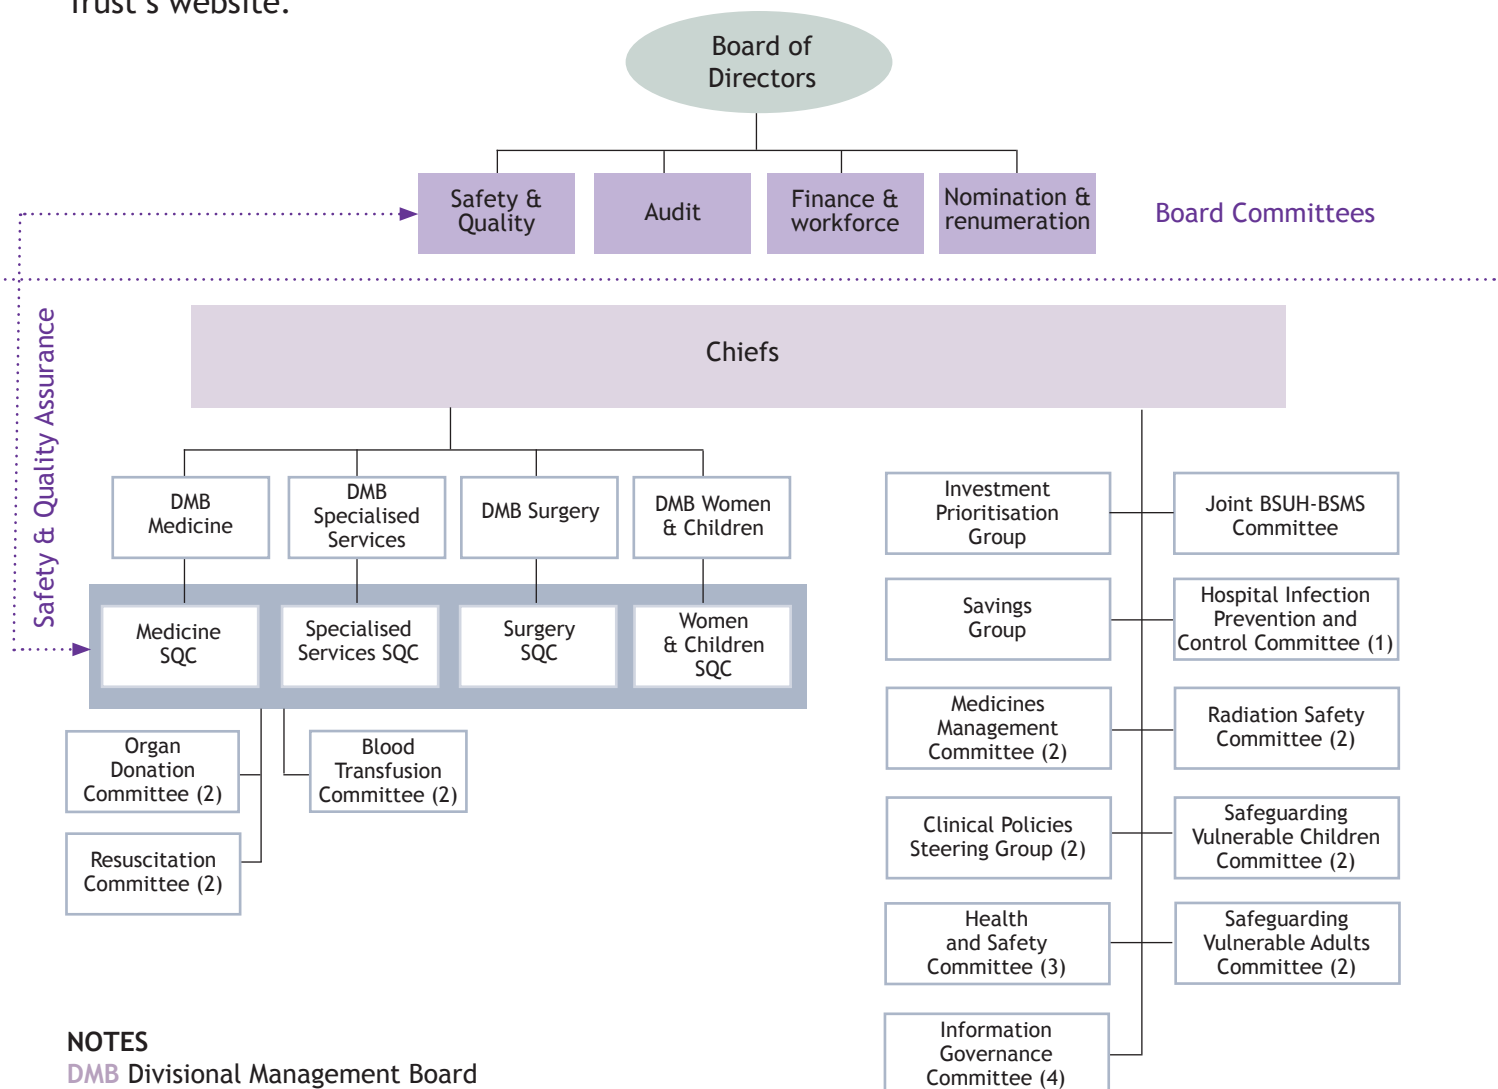 Trust's website.
Board of
Directors
Safety &
Quality
Audit
Finance &
workforce
Nomination &
renumeration
Board Committees
Safety & Quality Assurance
Chiefs
DMB
Medicine
DMB
Specialised
Services
DMB Surgery
DMB Women
& Children
Medicine
SQC
Specialised
Services SQC
Surgery
SQC
Women
& Children
SQC
Organ
Donation
Committee (2)
Blood
Transfusion
Committee (2)
Resuscitation
Committee (2)
Investment
Prioritisation
Group
Joint BSUH-BSMS
Committee
Savings
Group
Hospital Infection
Prevention and
Control Committee (1)
Medicines
Management
Committee (2)
Radiation Safety
Committee (2)
Clinical Policies
Steering Group (2)
Safeguarding
Vulnerable Children
Committee (2)
Health
and Safety
Committee (3)
Safeguarding
Vulnerable Adults
Committee (2)
Information
Governance
Committee (4)
NOTES
DMB Divisional Management Board